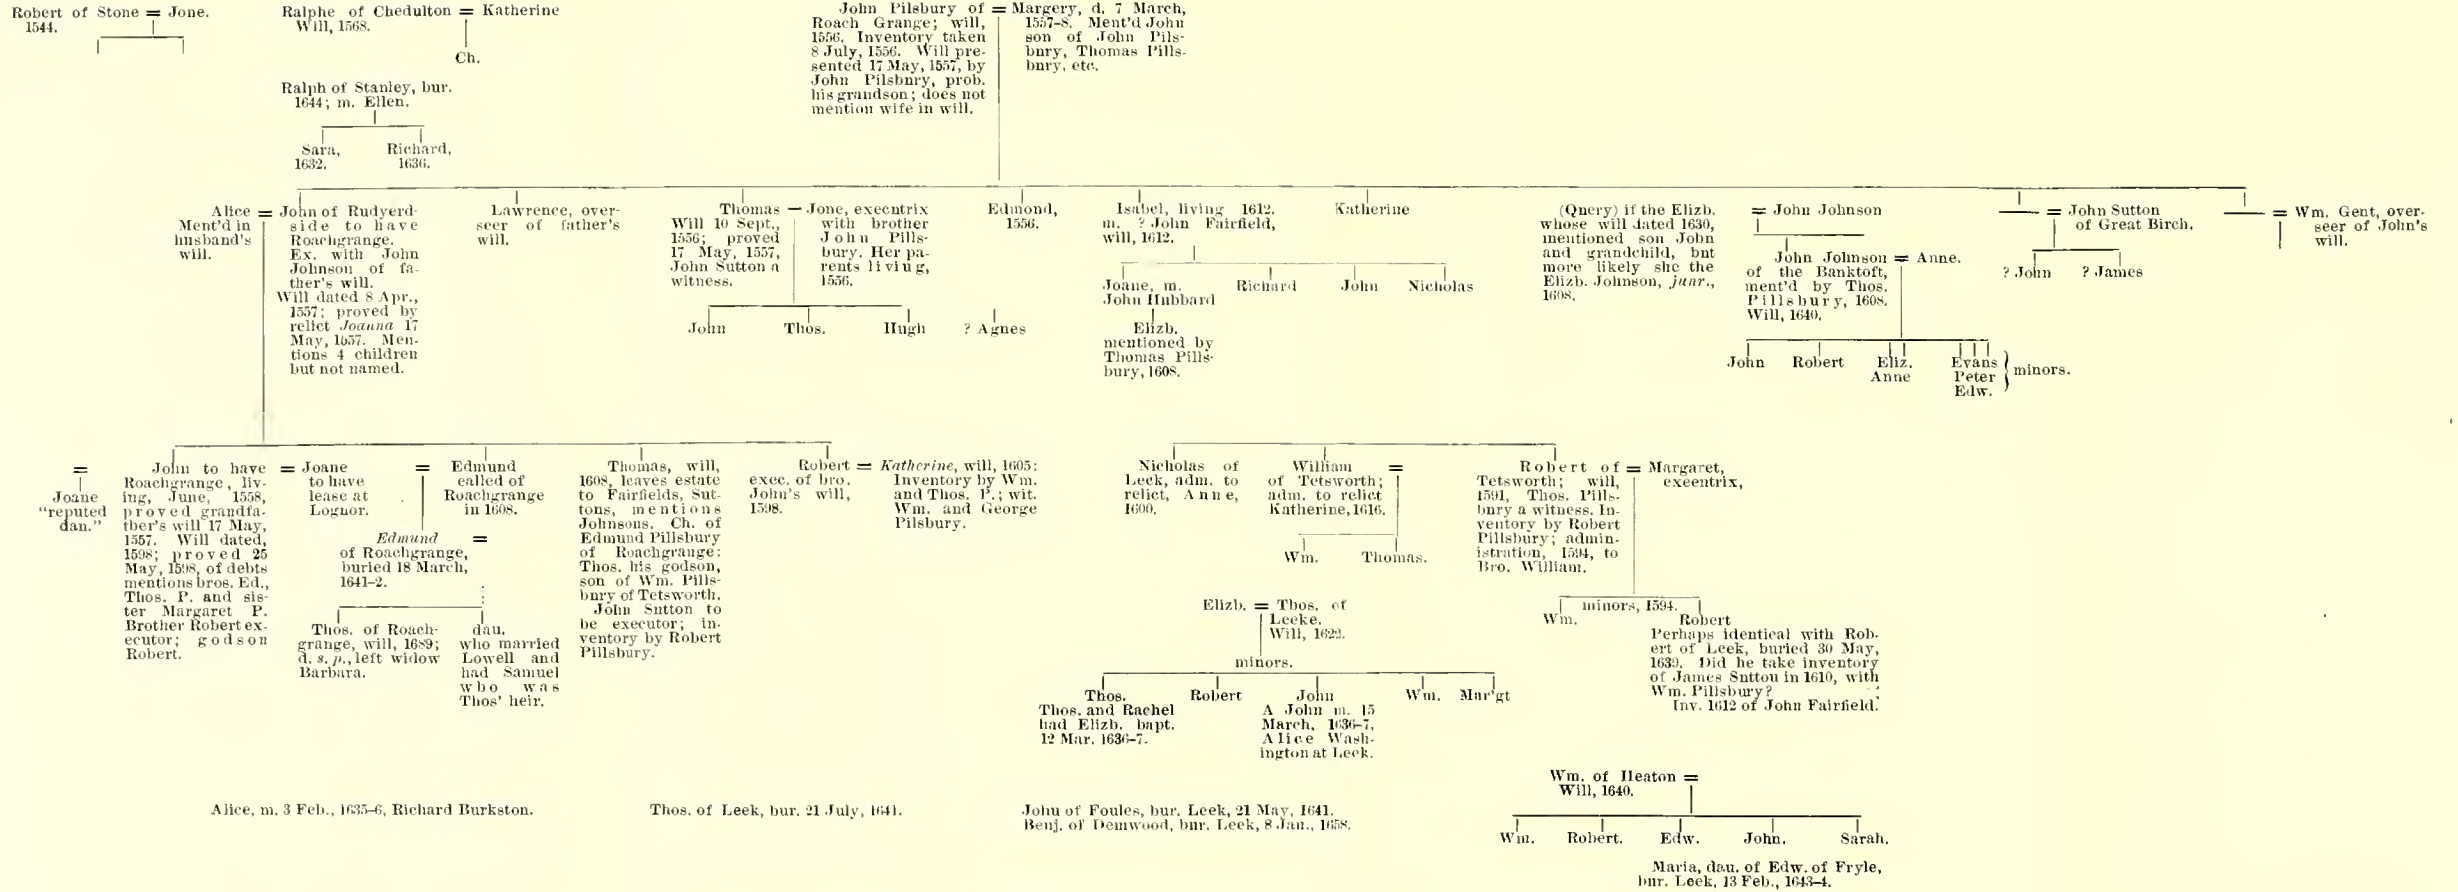 Robert of Stone = Jone.
1544.
Ralphe of Chedulton = Katherine
Will, 1568.
Ch.
Ralph of Stanley, bur.
1644; m. Ellen.
Sara,
1632.
Richard,
1636.
John Pilsbury of
Roach Grange; will,
1556. Inventory taken
8 July, 1556. Will pre-
sented 17 May, 1557, by
John Pilsbury, prob.
his grandson; does not
mention wife in will.
= Margery, d. 7 March,
1557-8. Ment'd John
son of John Pils-
bury, Thomas Pills-
bury, etc.
Alice =
Ment'd in
husband's
will.
John of Rudyerd-
side to have
Roachgrange.
Ex. with John
Johnson of fa-
ther's will.
Will dated 8 Apr.,
1557; proved by
relict Joanna 17
May, 1557. Men-
tions 4 children
but not named.
Lawrence, over-
seer of father's
will.
Thomas —
Will 10 Sept.,
1556; proved
17 May, 1557,
John Sutton a
witness.
Jone, executrix
with brother
John Pills-
bury. Her pa-
rents living,
1556.
John
Thos.
Hugh
? Agnes
Edmond,
1556.
Isabel, living 1612.
m. ? John Fairfield,
will, 1612.
Joane, m.
John Hubbard
Richard
John
Nicholas
Elizb.
mentioned by
Thomas Pills-
bury, 1608.
Katherine
(Query) if the Elizb.
whose will dated 1630,
mentioned son John
and grandchild, but
more likely she the
Elizb. Johnson, junr.,
1608.
= John Johnson
John Johnson = Anne.
of the Banktoft,
ment'd by Thos.
Pillsbury, 1608.
Will, 1640.
John
Robert
Eliz.
Anne
Evans
Peter
Edw.
} minors.
= John Sutton
of Great Birch.
? John
? James
= Wm. Gent, over-
seer of John's
will.
=
Joane
"reputed
dau."
John to have
Roachgrange, liv-
ing, June, 1558,
proved grandfa-
ther's will 17 May,
1557. Will dated,
1598; proved 25
May, 1598, of debts
mentions bros. Ed.,
Thos. P. and sis-
ter Margaret P.
Brother Robert ex-
ecutor; godson
Robert.
= Joane
to have
lease at
Lognor.
= Edmund
called of
Roachgrange
in 1608.
Edmund =
of Roachgrange,
buried 18 March,
1641-2.
Thos. of Roach-
grange, will, 1689;
d. s. p., left widow
Barbara.
dau.
who married
Lowell and
had Samuel
who was
Thos' heir.
Thomas, will,
1608, leaves estate
to Fairfields, Sut-
tons, mentions
Johnsons. Ch. of
Edmund Pillsbury
of Roachgrange:
Thos. his godson,
son of Wm. Pills-
bury of Tetsworth.
John Sutton to
be executor; in-
ventory by Robert
Pillsbury.
Robert =
exec. of bro.
John's will,
1598.
Katherine, will, 1605:
Inventory by Wm.
and Thos. P.; wit.
Wm. and George
Pilsbury.
Nicholas of
Leek, adm. to
relict, Anne,
1600.
William =
of Tetsworth;
adm. to relict
Katherine, 1616.
Wm.
Thomas.
Robert of =
Tetsworth; will,
1591, Thos. Pills-
bury a witness. In-
ventory by Robert
Pillsbury; admin-
istration, 1594, to
Bro. William.
Margaret,
executrix,
minors, 1594.
Wm.
Robert
Perhaps identical with Rob-
ert of Leek, buried 30 May,
1639. Did he take inventory
of James Sutton in 1610, with
Wm. Pillsbury?
Inv. 1612 of John Fairfield.
Elizb. = Thos. of
Leeke.
Will, 1622.
minors.
Thos.
Thos. and Rachel
had Elizb. bapt.
12 Mar. 1636-7.
Robert
John
A John m. 15
March, 1636-7,
Alice Wash-
ington at Leek.
Wm.
Mar'gt
Wm. of Heaton =
Will, 1640.
Wm.
Robert.
Edw.
John.
Sarah.
Alice, m. 3 Feb., 1635-6, Richard Burkston.
Thos. of Leek, bur. 21 July, 1641.
John of Foules, bur. Leek, 21 May, 1641.
Benj. of Demwood, bur. Leek, 8 Jan., 1658.
Maria, dau. of Edw. of Fryle,
bur. Leek, 13 Feb., 1643-4.